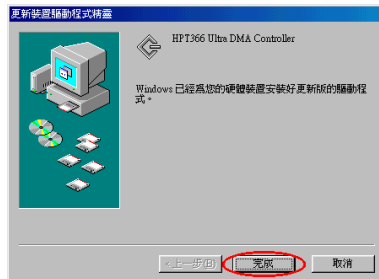 更新裝置驅動程式精靈
HPT366 Ultra DMA Controller
Windows 已經為您的硬體裝置安裝好更新版的驅動程
式。
<上一步(B)
完成
取消